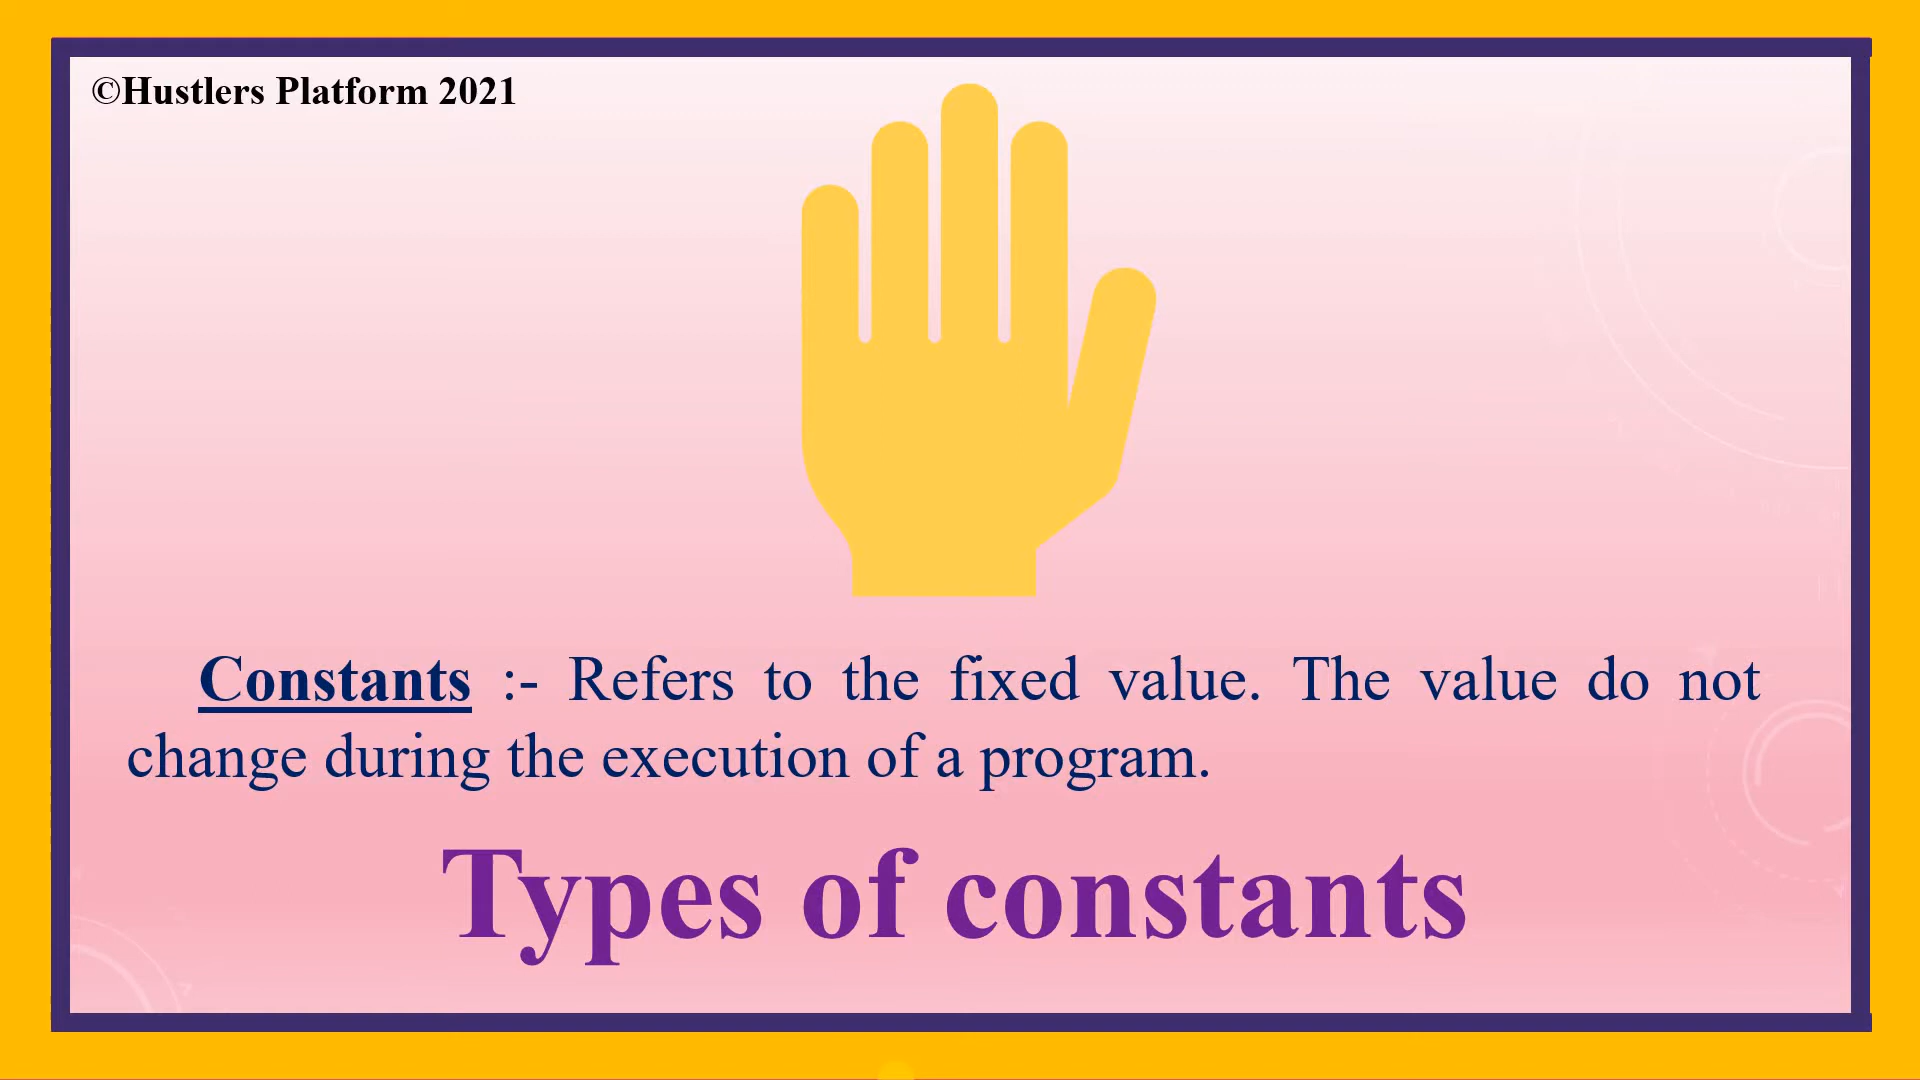 ©Hustlers Platform 2021
Constants :- Refers to the fixed value. The value do not
change during the execution of a program.
Types of constants